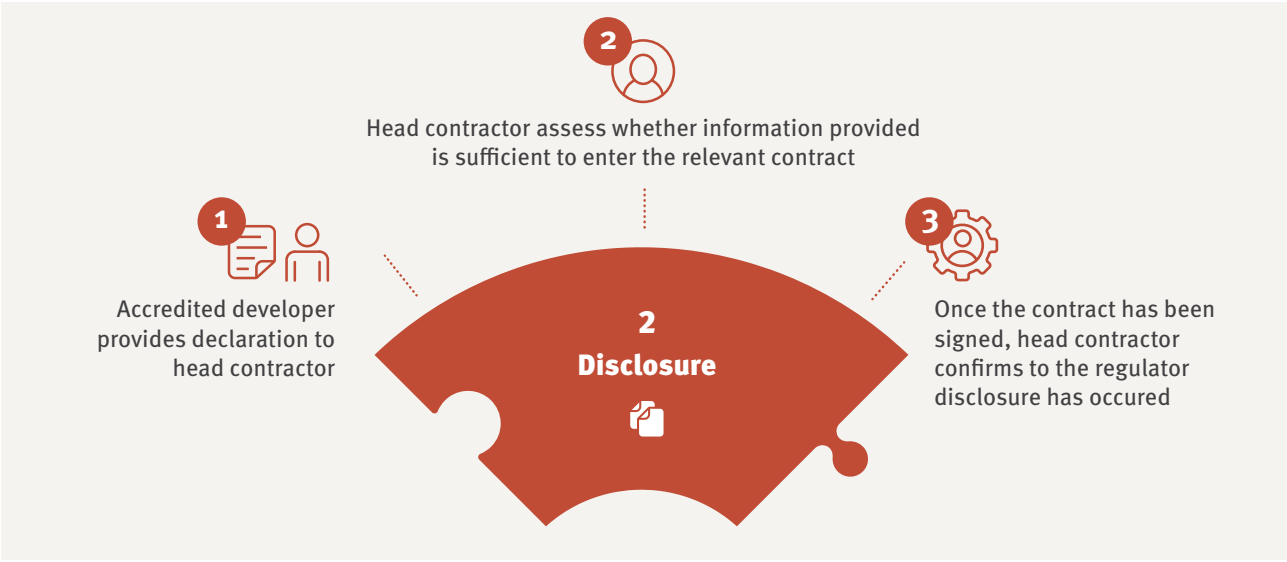 1
Accredited developer
provides declaration to
head contractor
2
Head contractor assess whether information provided
is sufficient to enter the relevant contract
3
Once the contract has been
signed, head contractor
confirms to the regulator
disclosure has occured
2
Disclosure